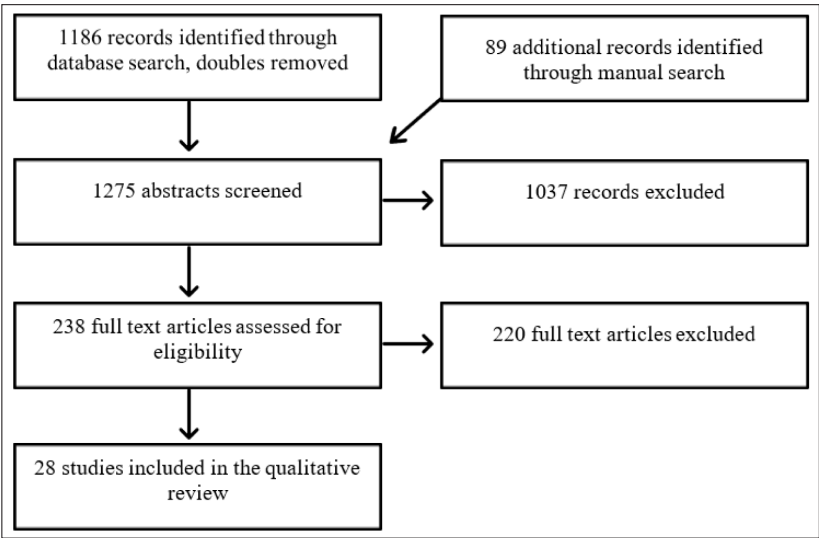 1186 records identified through
database search, doubles removed
89 additional records identified
through manual search
1275 abstracts screened
1037 records excluded
238 full text articles assessed for
eligibility
220 full text articles excluded
28 studies included in the qualitative
review